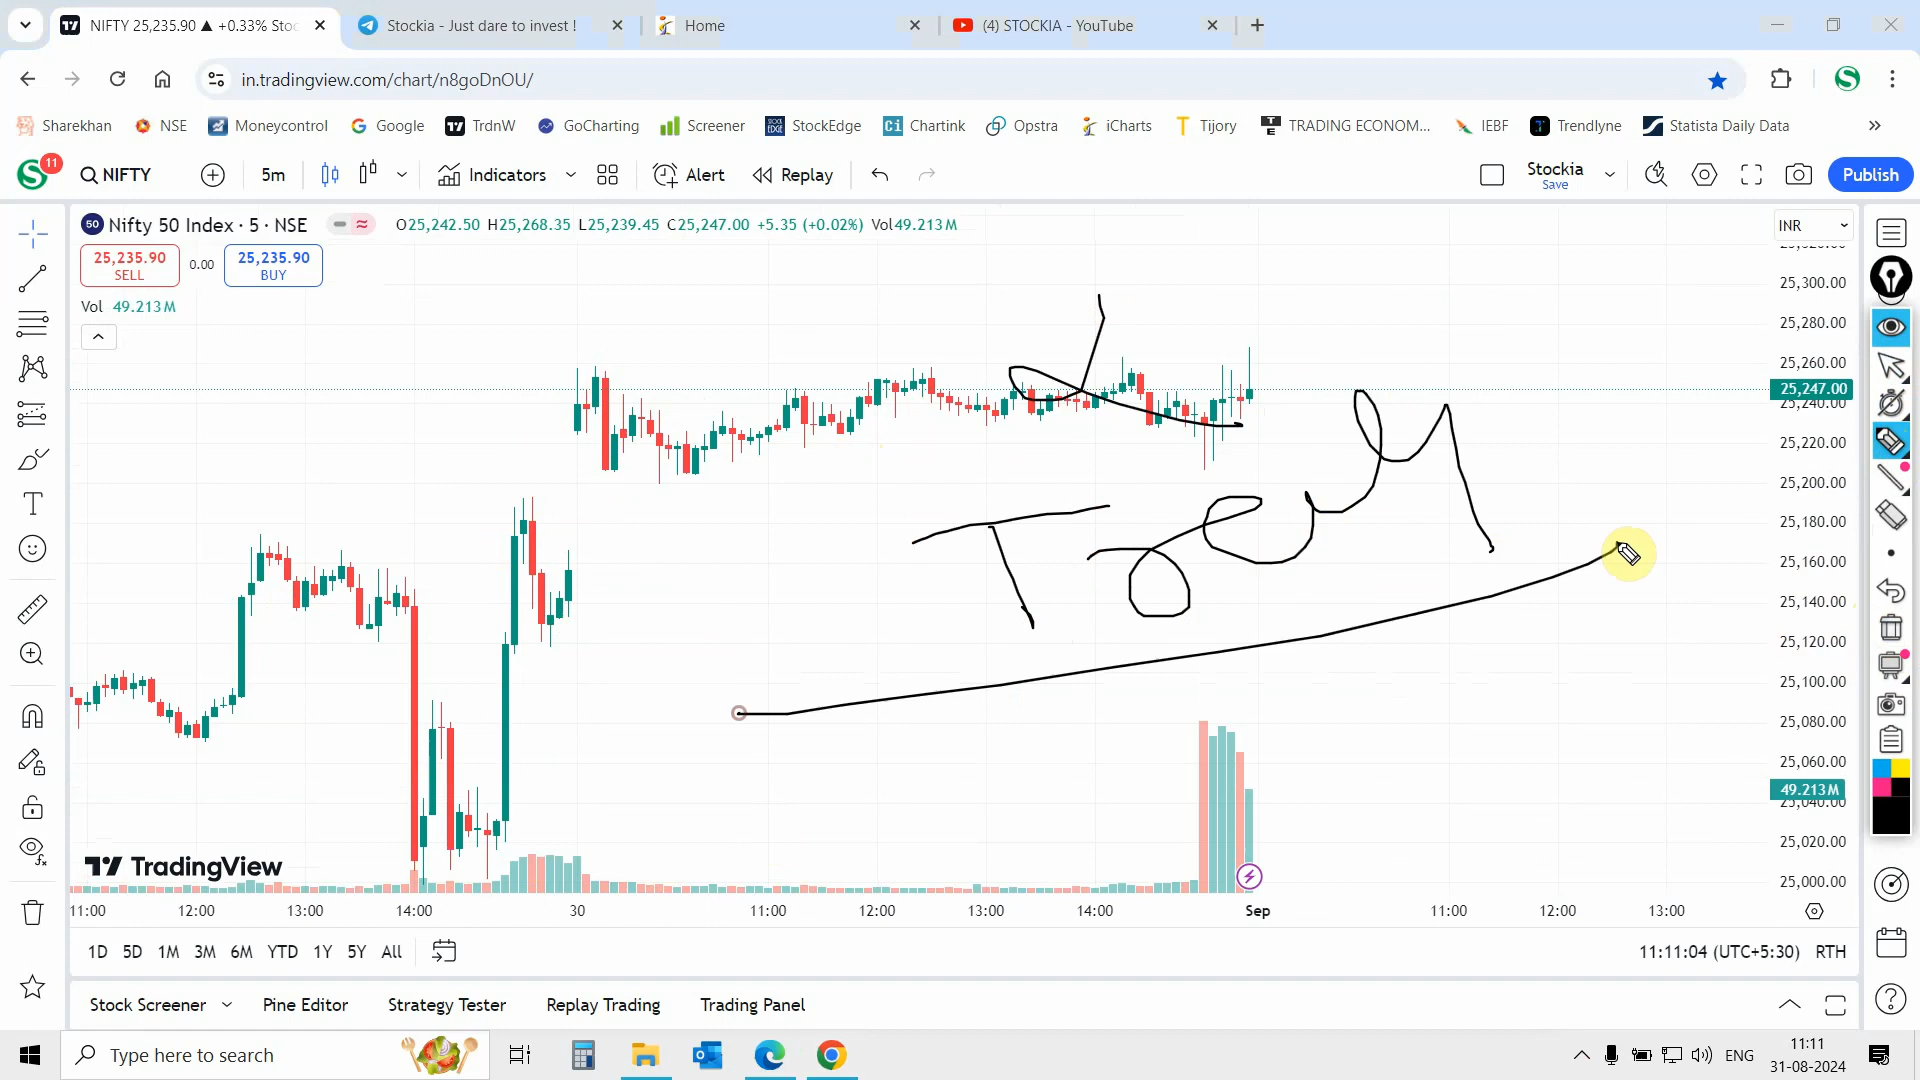 NIFTY 25,235.90 ▲ +0.33% Stoc
Stockia - Just dare to invest !
Home
(4) STOCKIA - YouTube
in.tradingview.com/chart/n8goDnOU/
Sharekhan NSE Moneycontrol Google TrdnW GoCharting Screener StockEdge Chartink Opstra iCharts Tijory TRADING ECONOM... IEBF Trendlyne Statista Daily Data
11 NIFTY 5m Indicators Alert Replay Stockia Save Publish
50 Nifty 50 Index · 5 · NSE O25,242.50 H25,268.35 L25,239.45 C25,247.00 +5.35 (+0.02%) Vol49.213M INR
25,235.90 SELL 0.00 25,235.90 BUY
Vol 49.213M
25,300.00
25,280.00
25,260.00
25,247.00
25,240.00
25,220.00
25,200.00
25,180.00
25,160.00
25,140.00
25,120.00
25,100.00
25,080.00
25,060.00
49.213M
25,040.00
25,020.00
25,000.00
TradingView
11:00 12:00 13:00 14:00 30 11:00 12:00 13:00 14:00 Sep 11:00 12:00 13:00
1D 5D 1M 3M 6M YTD 1Y 5Y All 11:11:04 (UTC+5:30) RTH
Stock Screener Pine Editor Strategy Tester Replay Trading Trading Panel
Type here to search ENG 11:11
31-08-2024